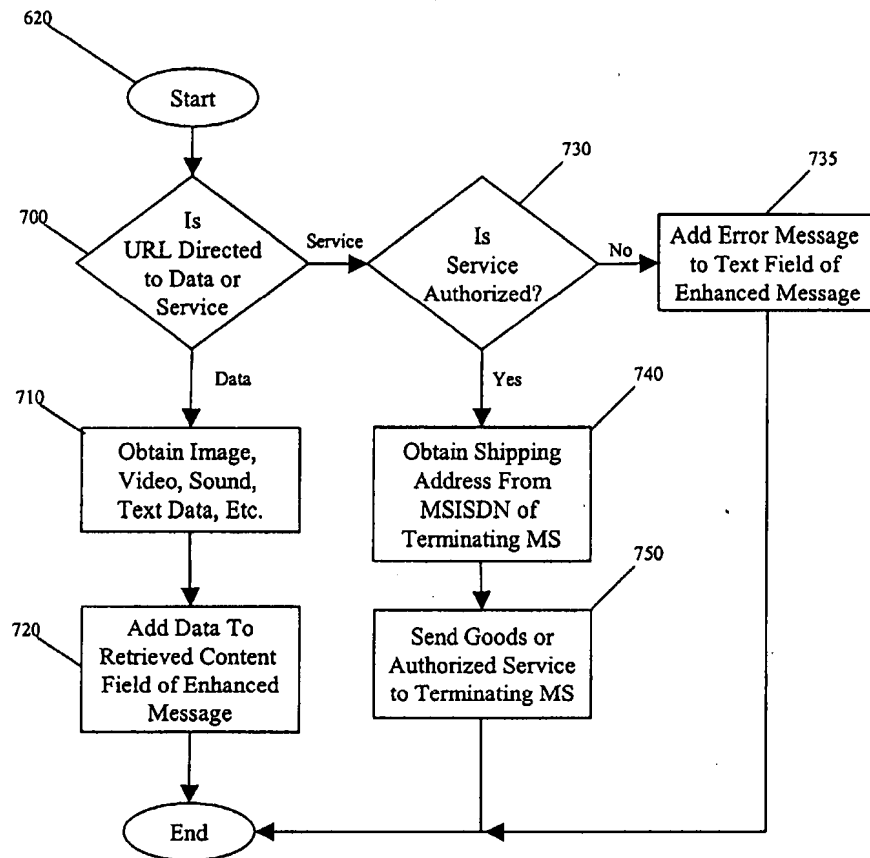 620
Start
730
735
700
Is
URL Directed
to Data or
Service
Service
Is
Service
Authorized?
No
Add Error Message
to Text Field of
Enhanced Message
Data
Yes
710
740
Obtain Image,
Video, Sound,
Text Data, Etc.
Obtain Shipping
Address From
MSISDN of
Terminating MS
750
720
Add Data To
Retrieved Content
Field of Enhanced
Message
Send Goods or
Authorized Service
to Terminating MS
End